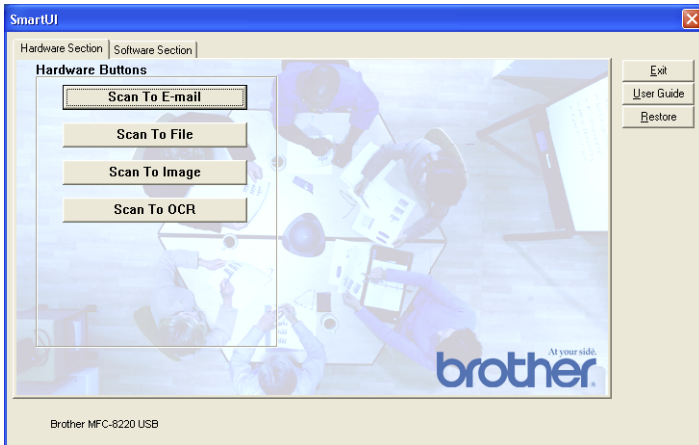 SmartUI
Hardware Section
Software Section
Hardware Buttons
Scan To E-mail
Scan To File
Scan To Image
Scan To OCR
Exit
User Guide
Restore
At your side.
brother
Brother MFC-8220 USB